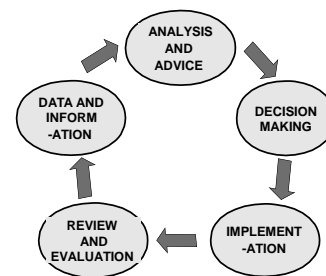 ANALYSIS
AND
ADVICE
DECISION
MAKING
IMPLEMENT
-ATION
REVIEW
AND
EVALUATION
DATA AND
INFORM
-ATION